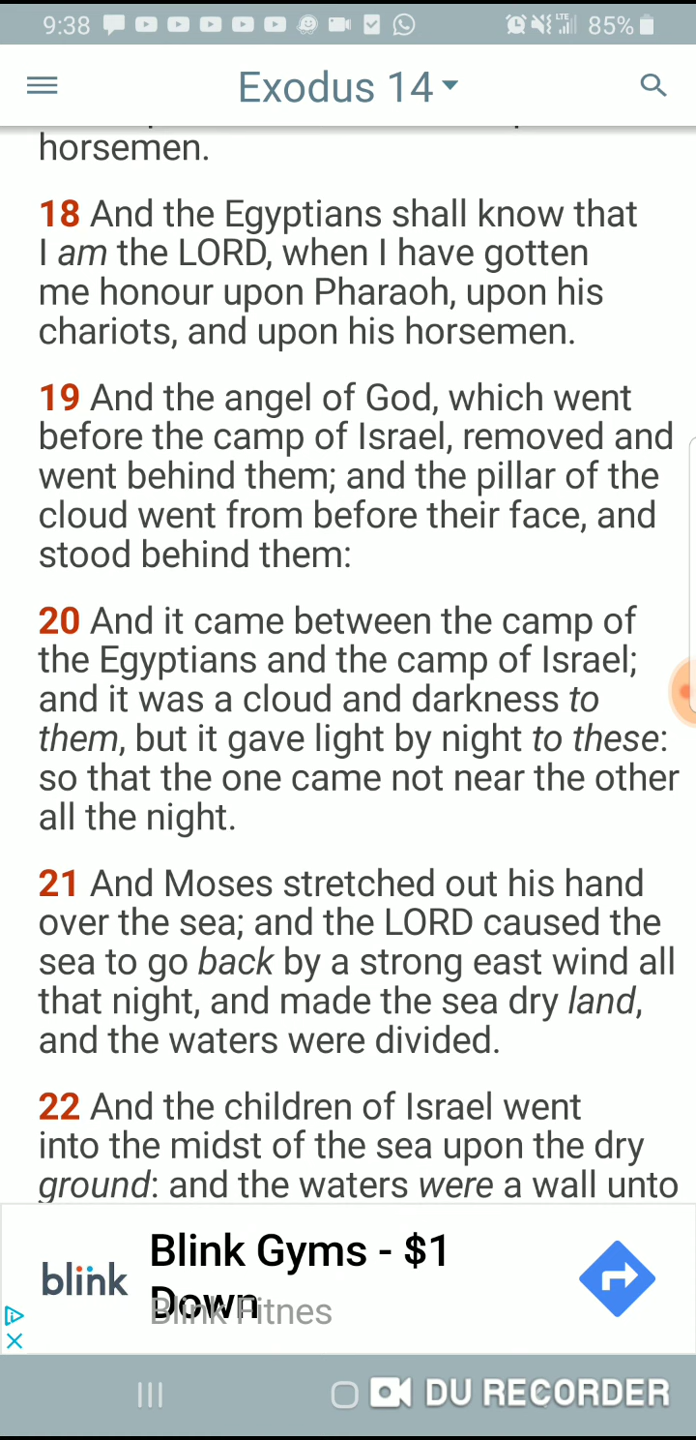 9:38
LTE
85%
Exodus 14
horsemen.
18 And the Egyptians shall know that
I am the LORD, when I have gotten
me honour upon Pharaoh, upon his
chariots, and upon his horsemen.
19 And the angel of God, which went
before the camp of Israel, removed and
went behind them; and the pillar of the
cloud went from before their face, and
stood behind them:
20 And it came between the camp of
the Egyptians and the camp of Israel;
and it was a cloud and darkness to
them, but it gave light by night to these:
so that the one came not near the other
all the night.
21 And Moses stretched out his hand
over the sea; and the LORD caused the
sea to go back by a strong east wind all
that night, and made the sea dry land,
and the waters were divided.
22 And the children of Israel went
into the midst of the sea upon the dry
ground: and the waters were a wall unto
blink
Blink Gyms - $1
Down
Blink Fitnes
DU RECORDER